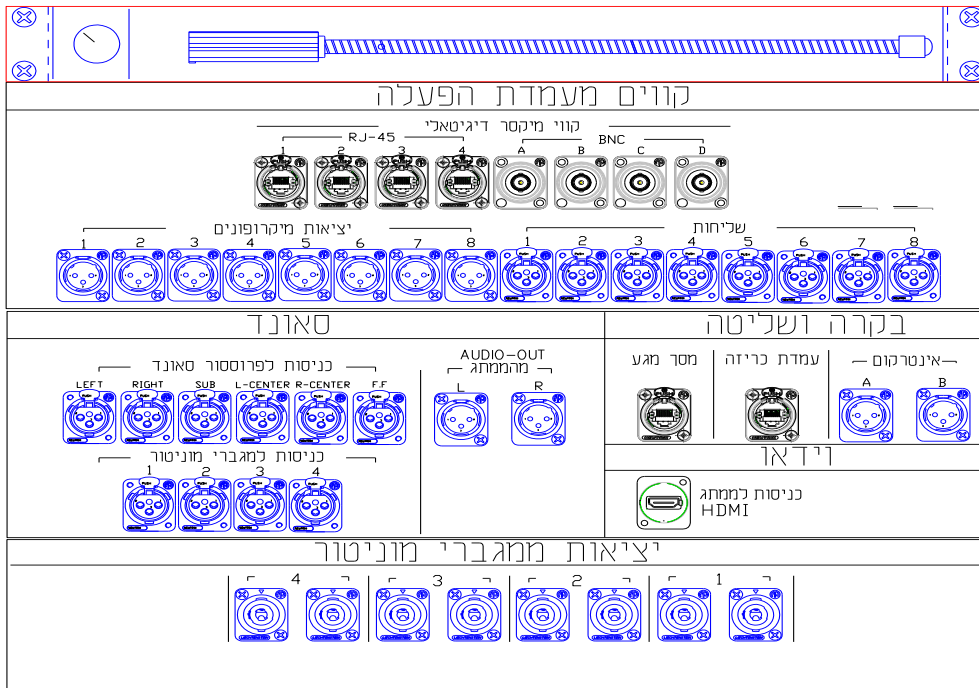 קווים מעמדת הפעלה
קווי מיקסר דיגיטאלי
RJ-45 BNC
1 2 3 4 A B C D
יציאות מיקרופונים שליחות
1 2 3 4 5 6 7 8 1 2 3 4 5 6 7 8
סאונד
כניסות לפרוססור סאונד
LEFT RIGHT SUB L-CENTER R-CENTER F.F
כניסות למגברי מוניטור
1 2 3 4
AUDIO-OUT
מהממתג
L R
בקרה ושליטה
מסך מגע
עמדת כריזה
אינטרקום
A B
וידאו
כניסות לממתג
HDMI
יציאות ממגברי מוניטור
4 3 2 1